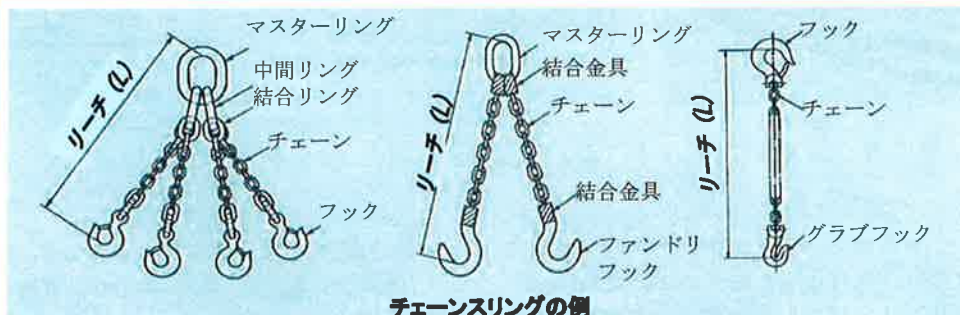 マスターリング
中間リング
結合リング
チェーン
フック
リーチ (L)
マスターリング
結合金具
チェーン
結合金具
ファンドリ
フック
リーチ (L)
フック
チェーン
グラブフック
リーチ (L)
チェーンスリングの例